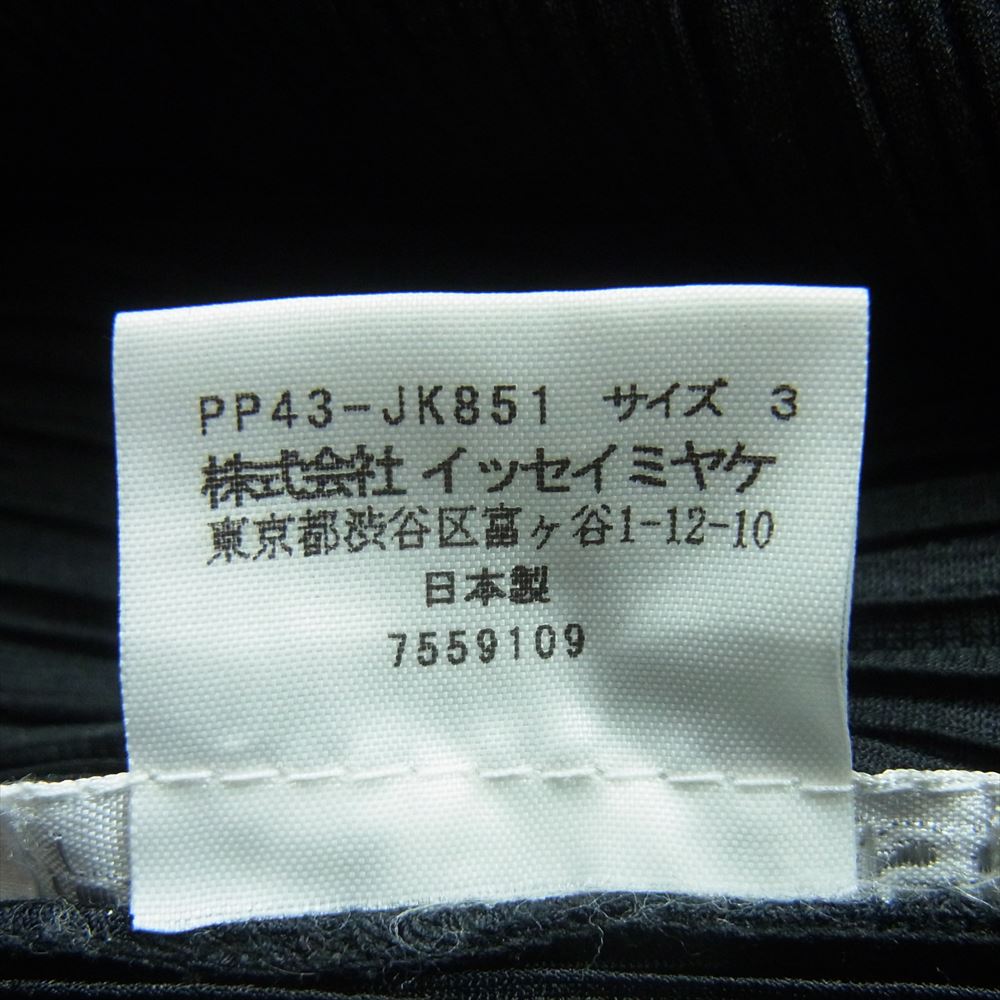 PP43-JK851 サイズ 3
株式会社 イッセイミヤケ
東京都渋谷区富ヶ谷1-12-10
日本製
7559109